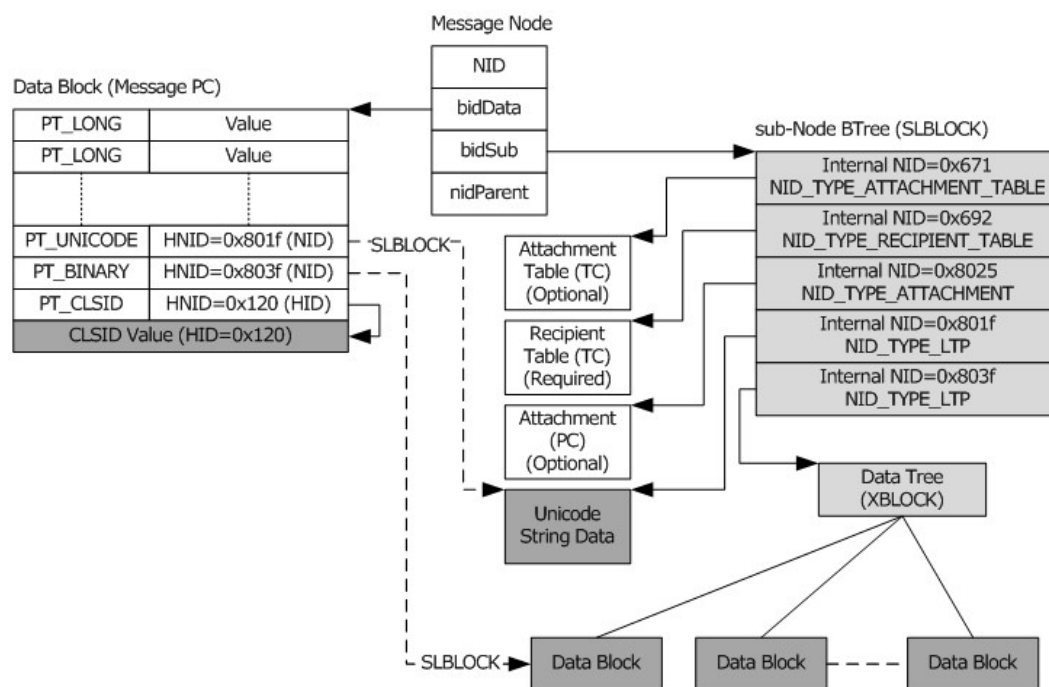 Message Node
NID
bidData
bidSub
nidParent
Data Block (Message PC)
PT_LONG Value
PT_LONG Value
PT_UNICODE HNID=0x801f (NID)
PT_BINARY HNID=0x803f (NID)
PT_CLSID HNID=0x120 (HID)
CLSID Value (HID=0x120)
SLBLOCK
sub-Node BTree (SLBLOCK)
Internal NID=0x671
NID_TYPE_ATTACHMENT_TABLE
Internal NID=0x692
NID_TYPE_RECIPIENT_TABLE
Internal NID=0x8025
NID_TYPE_ATTACHMENT
Internal NID=0x801f
NID_TYPE_LTP
Internal NID=0x803f
NID_TYPE_LTP
Attachment
Table (TC)
(Optional)
Recipient
Table (TC)
(Required)
Attachment
(PC)
(Optional)
Unicode
String Data
Data Tree
(XBLOCK)
SLBLOCK
Data Block
Data Block
Data Block